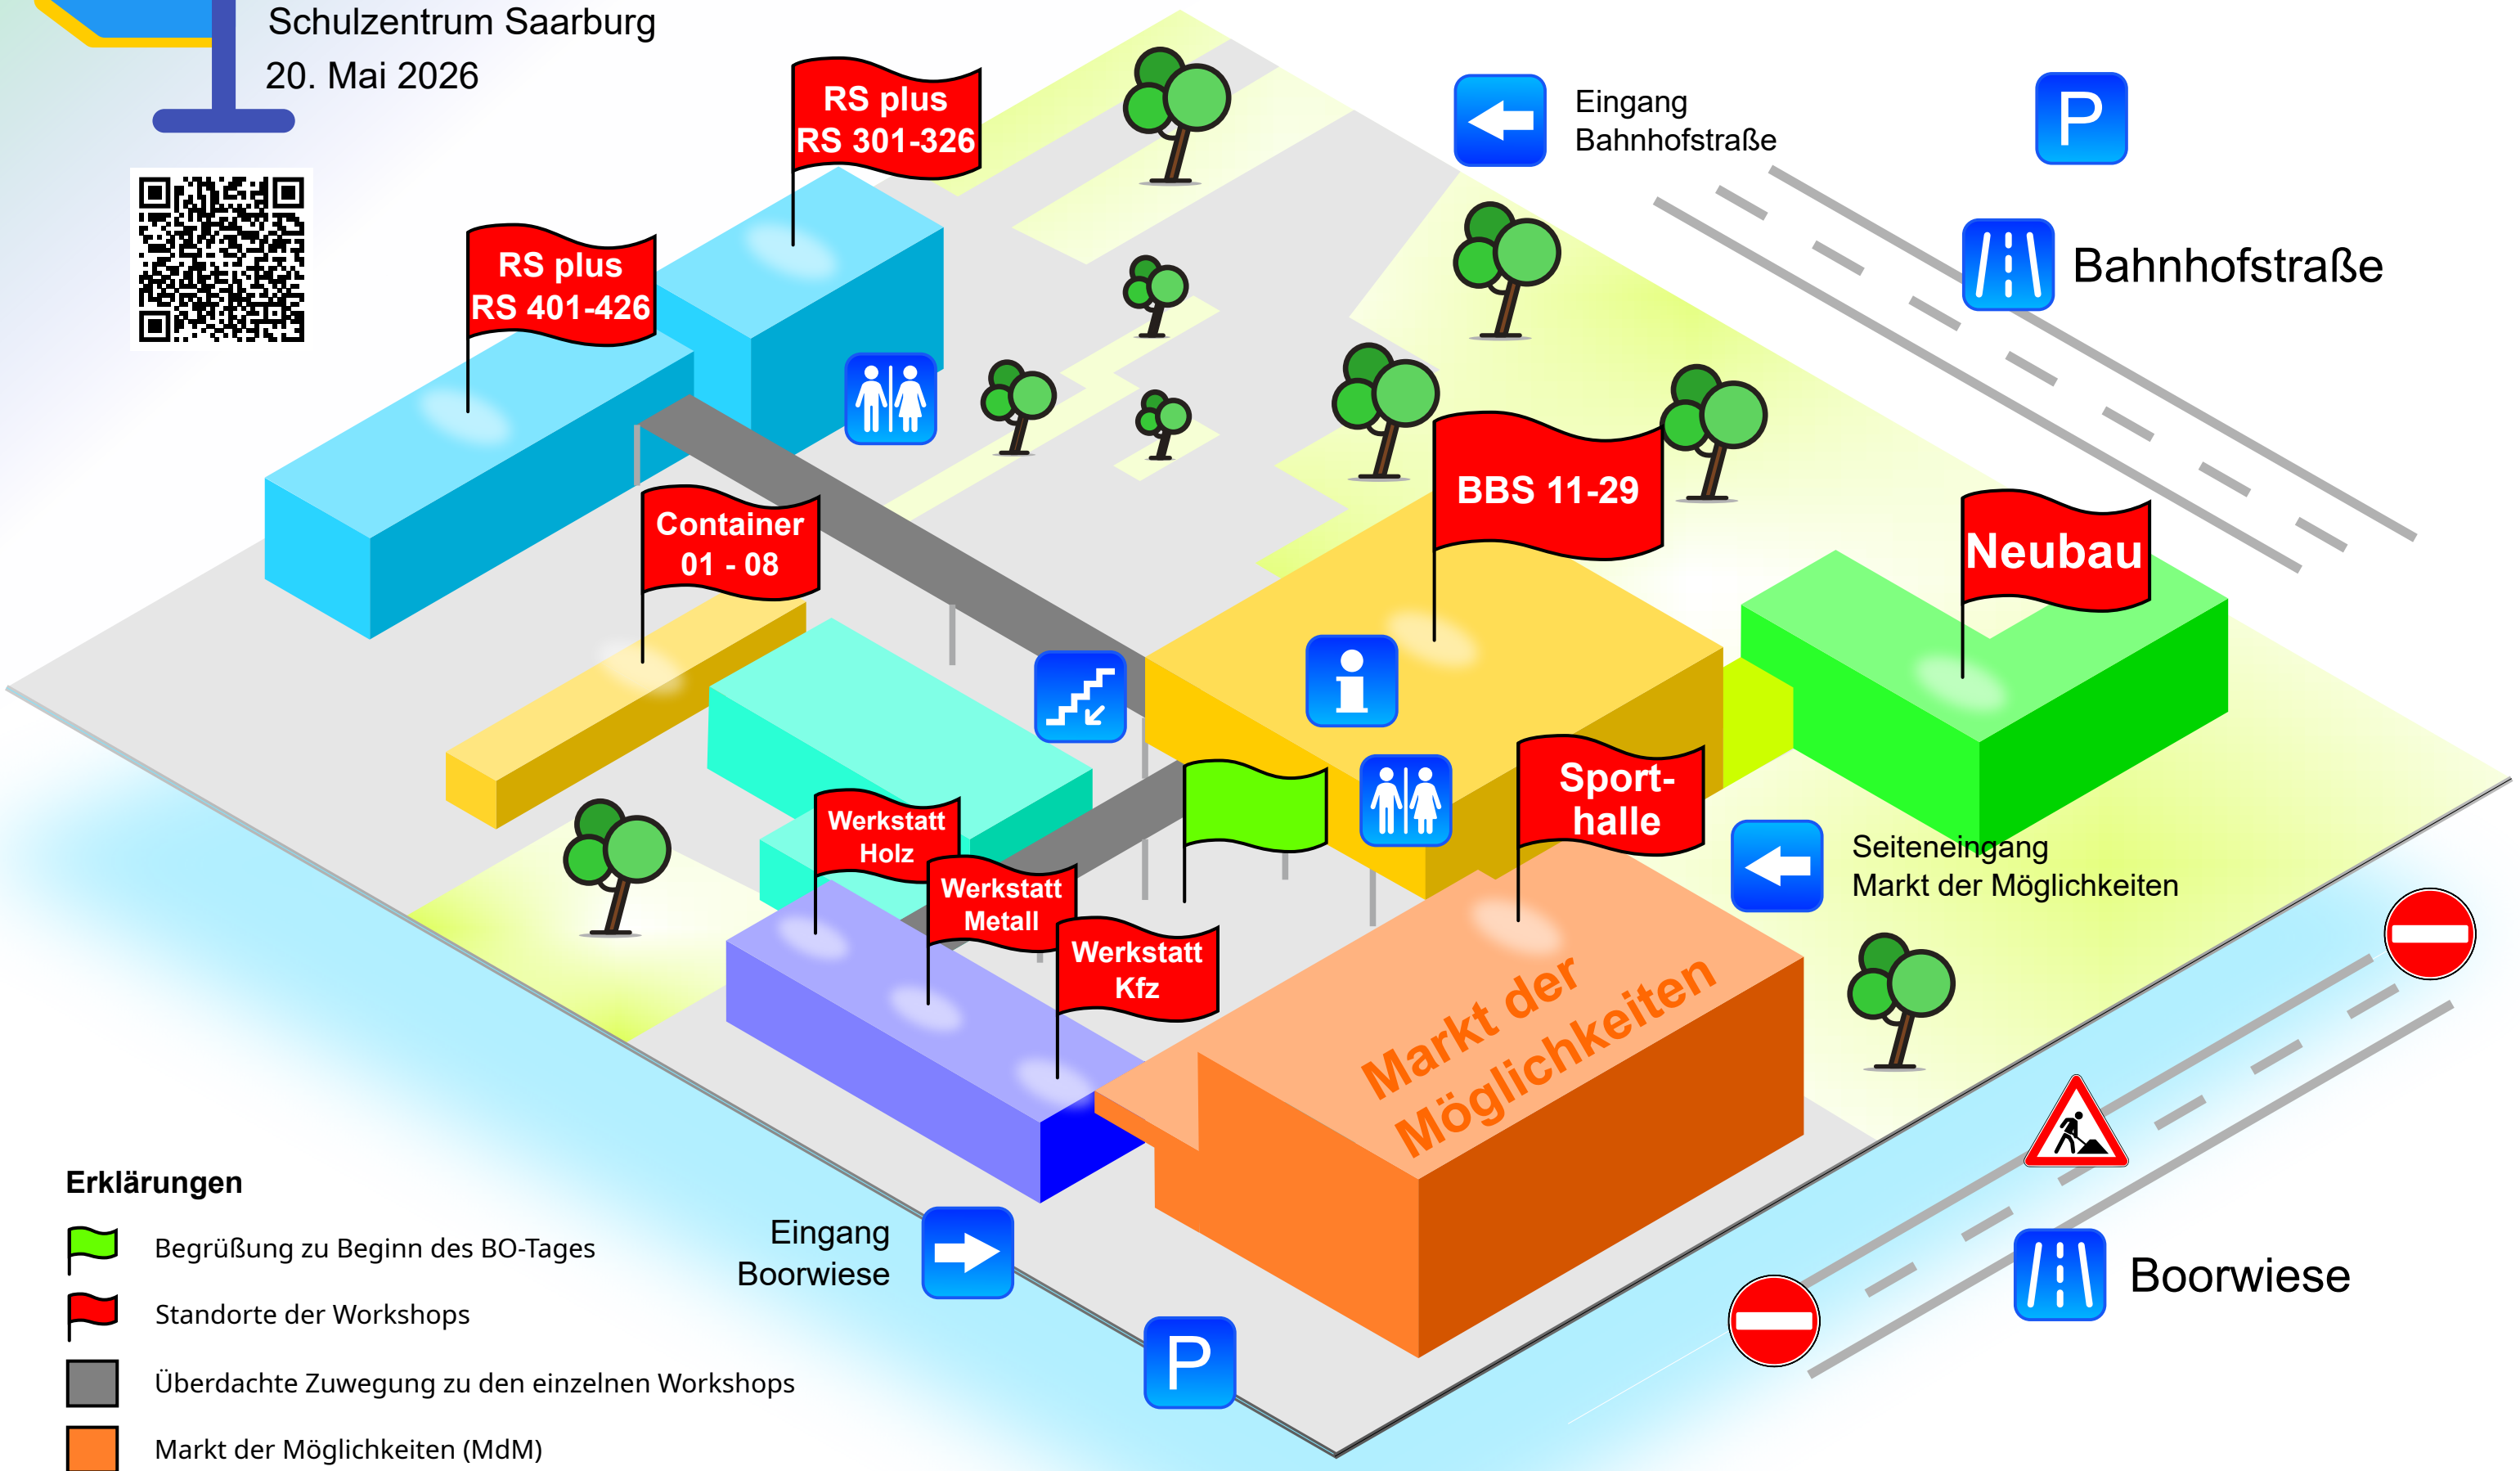 Schulzentrum Saarburg
20. Mai 2026
RS plus
RS 301-326
Eingang
Bahnhofstraße
P
Bahnhofstraße
RS plus
RS 401-426
BBS 11-29
Container
01 - 08
Neubau
Sport-
halle
Werkstatt
Holz
Werkstatt
Metall
Werkstatt
Kfz
Seiteneingang
Markt der Möglichkeiten
Markt der
Möglichkeiten
Eingang
Boorwiese
P
Boorwiese
Erklärungen
Begrüßung zu Beginn des BO-Tages
Standorte der Workshops
Überdachte Zuwegung zu den einzelnen Workshops
Markt der Möglichkeiten (MdM)